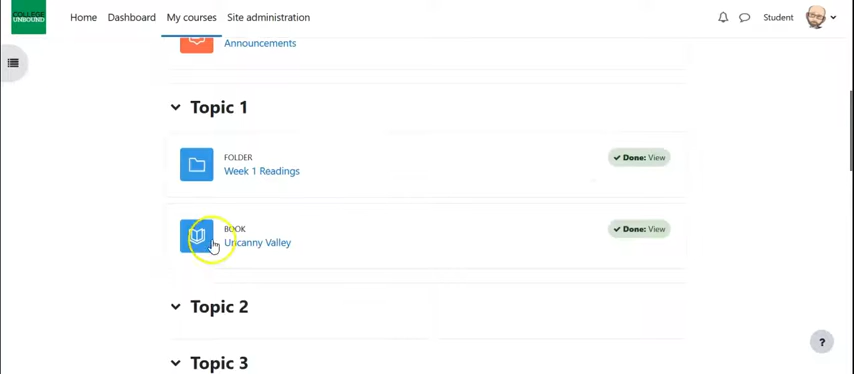 COLLEGE
UNBOUND
Home Dashboard My courses Site administration Student
Announcements
Topic 1
FOLDER
Week 1 Readings
Done: View
BOOK
Uncanny Valley
Done: View
Topic 2
?
Topic 3